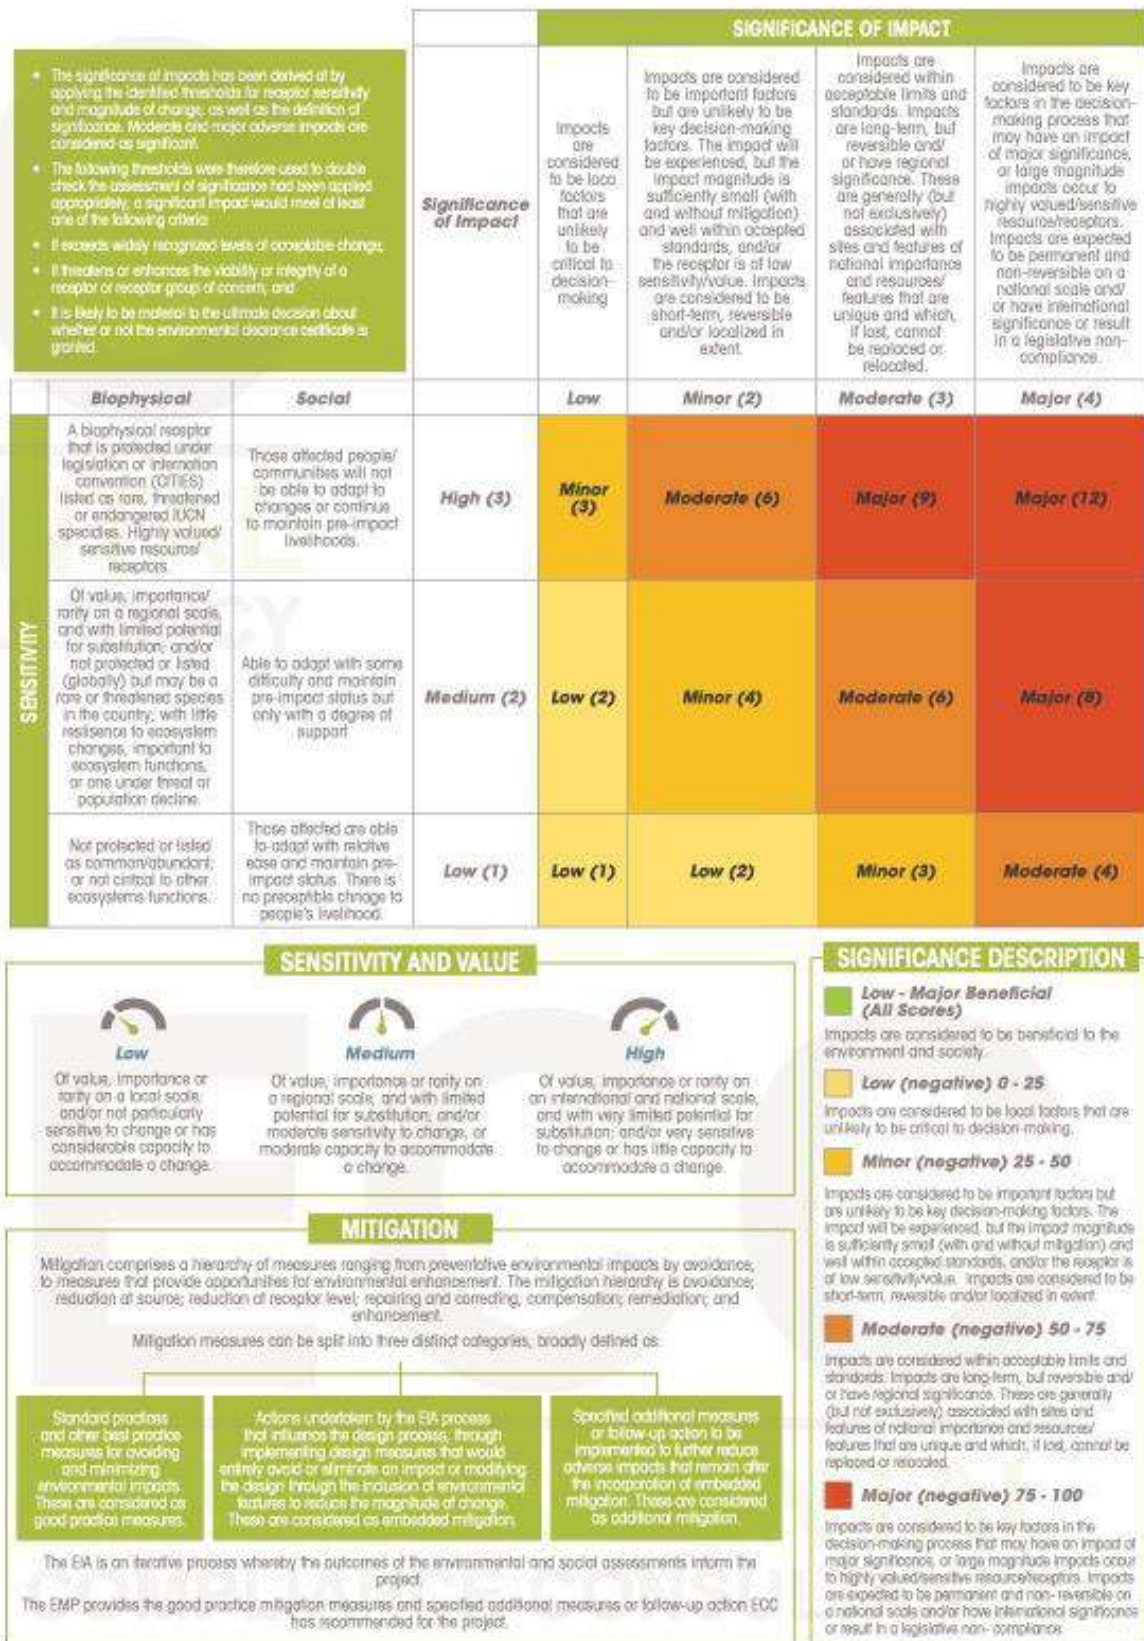 SIGNIFICANCE OF IMPACT
• The significance of impacts has been derived of by
applying the identified thresholds for receptor sensitivity
and magnitude of change, as well as the definition of
significance. Moderate and major adverse impacts are
considered as significant.
• The following thresholds were therefore used to double
check the assessment of significance had been applied
appropriately, a significant impact would meet at least
one of the following criteria:
• It exceeds widely recognized levels of acceptable change;
• It threatens or enhances the viability or integrity of a
receptor or receptor group of concern; and
• It is likely to be material to the ultimate decision about
whether or not the environmental clearance certificate is
granted.
Significance
of Impact
Impacts
are
considered
to be loca
factors
that are
unlikely
to be
critical to
decision-
making
Impacts are considered
to be important factors
but are unlikely to be
key decision-making
factors. The impact will
be experienced, but the
impact magnitude is
sufficiently small (with
and without mitigation)
and well within accepted
standards, and/or
the receptor is of low
sensitivity/value. Impacts
are considered to be
short-term, reversible
and/or localized in
extent.
Impacts are
considered within
acceptable limits and
standards. Impacts
are long-term, but
reversible and/
or have regional
significance. These
are generally (but
not exclusively)
associated with
sites and features of
national importance
and resources/
features that are
unique and which,
if lost, cannot
be replaced or
relocated.
Impacts are
considered to be key
factors in the decision-
making process that
may have an impact
of major significance,
or large magnitude
impacts occur to
highly valued/sensitive
resource/receptors.
Impacts are expected
to be permanent and
non-reversible on a
national scale and/
or have international
significance or result
in a legislative non-
compliance.
Biophysical
Social
Low
Minor (2)
Moderate (3)
Major (4)
SENSITIVITY
A biophysical receptor
that is protected under
legislation or internation
convention (CITIES)
listed as rare, threatened
or endangered IUCN
specidies. Highly valued/
sensitive resource/
receptors.
Those affected people/
communities will not
be able to adapt to
changes or continue
to maintain pre-impact
livelihoods.
High (3)
Minor
(3)
Moderate (6)
Major (9)
Major (12)
Of value, importance/
rarity on a regional scale,
and with limited potential
for substitution; and/or
not protected or listed
(globally) but may be a
rare or threatened species
in the country; with little
resilisence to ecosystem
changes, important to
ecosystem functions,
or one under threat or
population decline.
Able to adapt with some
difficulty and maintain
pre-impact status but
only with a degree of
support
Medium (2)
Low (2)
Minor (4)
Moderate (6)
Major (8)
Not protected or listed
as common/abundant;
or not cirtcal to other
ecosystems functions.
Those affected are able
to adapt with relative
ease and maintain pre-
impact status. There is
no preceptible chnage to
people's livelihood.
Low (1)
Low (1)
Low (2)
Minor (3)
Moderate (4)
SENSITIVITY AND VALUE
Low
Of value, importance or
rarity on a local scale;
and/or not particularly
sensitive to change or has
considerable capacity to
accommodate a change.
Medium
Of value, importance or rarity on
a regional scale; and with limited
potential for substitution; and/or
moderate sensitivity to change, or
moderate capacity to accommodate
a change.
High
Of value, importance or rarity on
an international and national scale,
and with very limited potential for
substitution; and/or very sensitive
to change or has little capacity to
accommodate a change.
MITIGATION
Mitigation comprises a hierarchy of measures ranging from preventative environmental impacts by avoidance,
to measures that provide opportunities for environmental enhancement. The mitigation hierarchy is avoidance;
reduction at source; reduction at receptor level; repairing and correcting; compensation; remediation; and
enhancement.
Mitigation measures can be split into three distinct categories, broadly defined as:
Standard practices
and other best practice
measures for avoiding
and minimizing
environmental impacts.
These are considered as
good practice measures.
Actions undertaken by the EIA process
that influence the design process, through
implementing design measures that would
entirely avoid or eliminate an impact or modifying
the design through the inclusion of environmental
features to reduce the magnitude of change.
These are considered as embedded mitigation.
Specified additional measures
or follow-up action to be
implemented to further reduce
adverse impacts that remain after
the incorporation of embedded
mitigation. These are considered
as additional mitigation.
The EIA is an iterative process whereby the outcomes of the environmental and social assessments inform the
project.
The EMP provides the good practice mitigation measures and specified additional measures or follow-up action ECC
has recommended for the project.
SIGNIFICANCE DESCRIPTION
Low - Major Beneficial
(All Scores)
Impacts are considered to be beneficial to the
environment and society.
Low (negative) 0 - 25
Impacts are considered to be local factors that are
unlikely to be critical to decision-making.
Minor (negative) 25 - 50
Impacts are considered to be important factors but
are unlikely to be key decision-making factors. The
impact will be experienced, but the impact magnitude
is sufficiently small (with and without mitigation) and
well within accepted standards, and/or the receptor is
of low sensitivity/value. Impacts are considered to be
short-term, reversible and/or localized in extent.
Moderate (negative) 50 - 75
Impacts are considered within acceptable limits and
standards. Impacts are long-term, but reversible and/
or have regional significance. These are generally
(but not exclusively) associated with sites and
features of national importance and resources/
features that are unique and which, if lost, cannot be
replaced or relocated.
Major (negative) 75 - 100
Impacts are considered to be key factors in the
decision-making process that may have an impact of
major significance, or large magnitude impacts occur
to highly valued/sensitive resource/receptors. Impacts
are expected to be permanent and non- reversible on
a national scale and/or have international significance
or result in a legislative non- compliance.